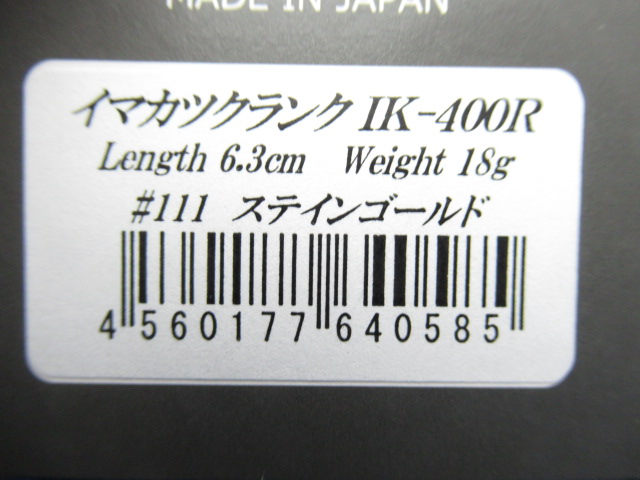 MADE IN JAPAN
イマカツクランク IK-400R
Length 6.3cm Weight 18g
#111 ステインゴールド
4 560177 640585